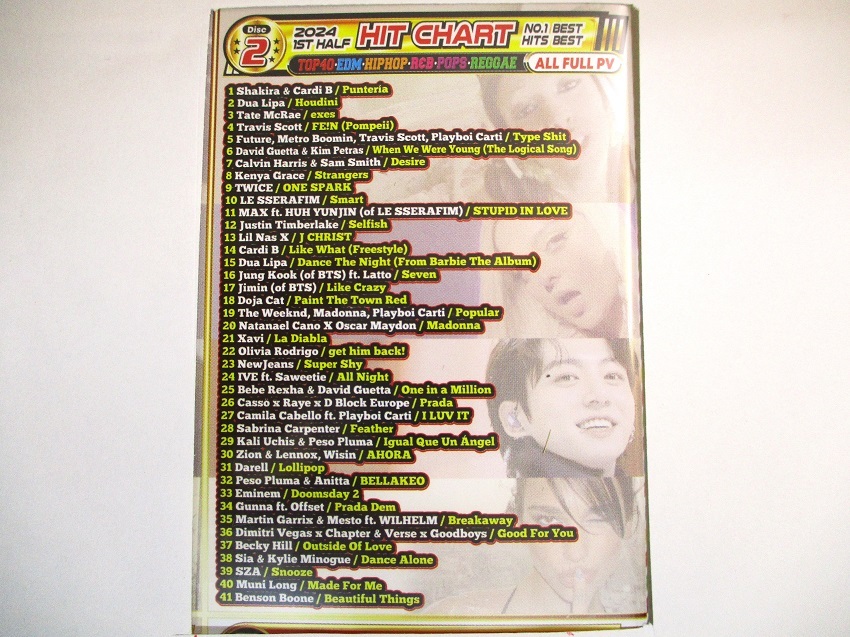 Disc 2
2024 1ST HALF HIT CHART NO.1 BEST HITS BEST
TOP40·EDM·HIPHOP·R&B·POPS·REGGAE ALL FULL PV
1 Shakira & Cardi B / Punteria
2 Dua Lipa / Houdini
3 Tate McRae / exes
4 Travis Scott / FE!N (Pompeii)
5 Future, Metro Boomin, Travis Scott, Playboi Carti / Type Shit
6 David Guetta & Kim Petras / When We Were Young (The Logical Song)
7 Calvin Harris & Sam Smith / Desire
8 Kenya Grace / Strangers
9 TWICE / ONE SPARK
10 LE SSERAFIM / Smart
11 MAX ft. HUH YUNJIN (of LE SSERAFIM) / STUPID IN LOVE
12 Justin Timberlake / Selfish
13 Lil Nas X / J CHRIST
14 Cardi B / Like What (Freestyle)
15 Dua Lipa / Dance The Night (From Barbie The Album)
16 Jung Kook (of BTS) ft. Latto / Seven
17 Jimin (of BTS) / Like Crazy
18 Doja Cat / Paint The Town Red
19 The Weeknd, Madonna, Playboi Carti / Popular
20 Natanael Cano X Oscar Maydon / Madonna
21 Xavi / La Diabla
22 Olivia Rodrigo / get him back!
23 NewJeans / Super Shy
24 IVE ft. Saweetie / All Night
25 Bebe Rexha & David Guetta / One in a Million
26 Casso x Raye x D Block Europe / Prada
27 Camila Cabello ft. Playboi Carti / I LUV IT
28 Sabrina Carpenter / Feather
29 Kali Uchis & Peso Pluma / Igual Que Un Ángel
30 Zion & Lennox, Wisin / AHORA
31 Darell / Lollipop
32 Peso Pluma & Anitta / BELLAKEO
33 Eminem / Doomsday 2
34 Gunna ft. Offset / Prada Dem
35 Martin Garrix & Mesto ft. WILHELM / Breakaway
36 Dimitri Vegas x Chapter & Verse x Goodboys / Good For You
37 Becky Hill / Outside Of Love
38 Sia & Kylie Minogue / Dance Alone
39 SZA / Snooze
40 Muni Long / Made For Me
41 Benson Boone / Beautiful Things